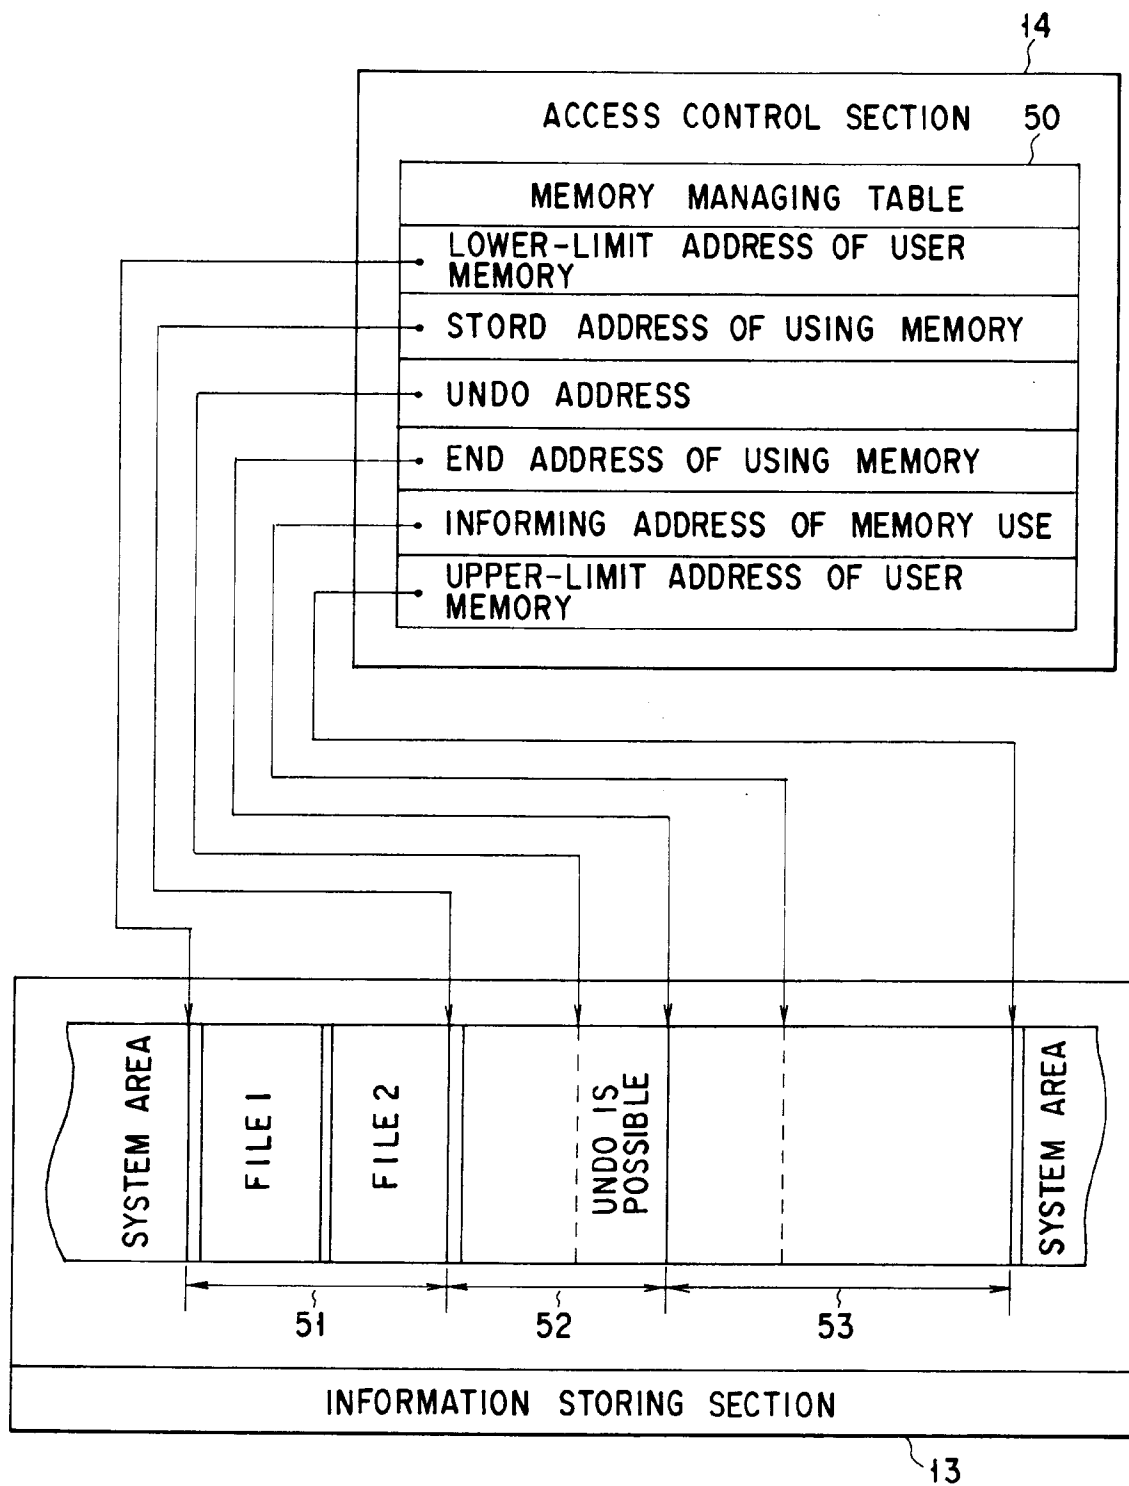 14
ACCESS CONTROL SECTION 50
MEMORY MANAGING TABLE
LOWER-LIMIT ADDRESS OF USER
MEMORY
STORD ADDRESS OF USING MEMORY
UNDO ADDRESS
END ADDRESS OF USING MEMORY
INFORMING ADDRESS OF MEMORY USE
UPPER-LIMIT ADDRESS OF USER
MEMORY
SYSTEM AREA
FILE 1
FILE 2
UNDO IS
POSSIBLE
SYSTEM AREA
51
52
53
INFORMATION STORING SECTION
13